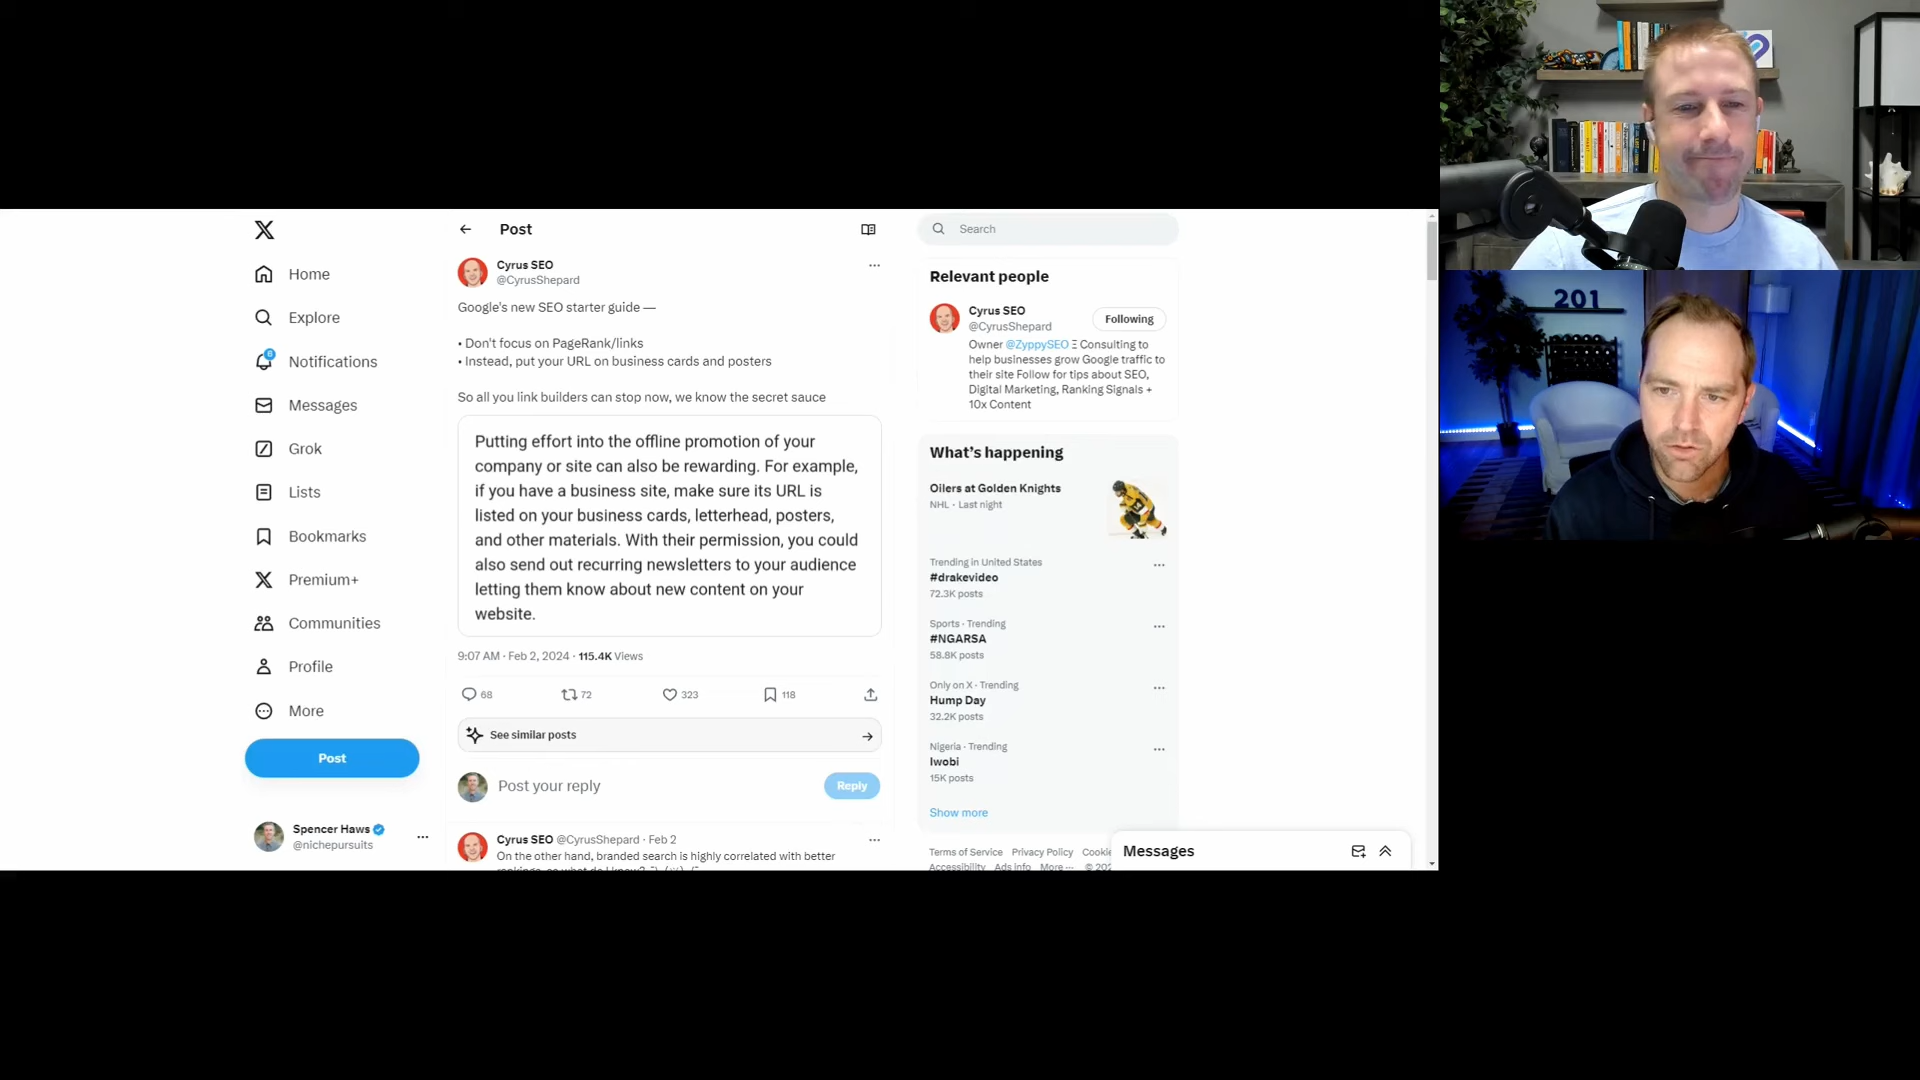 Home
Explore
6
Notifications
Messages
Grok
Lists
Bookmarks
Premium+
Communities
Profile
More
Post
Spencer Haws
@nichepursuits
Post
Cyrus SEO
@CyrusShepard
Google's new SEO starter guide —
• Don't focus on PageRank/links
• Instead, put your URL on business cards and posters
So all you link builders can stop now, we know the secret sauce
Putting effort into the offline promotion of your
company or site can also be rewarding. For example,
if you have a business site, make sure its URL is
listed on your business cards, letterhead, posters,
and other materials. With their permission, you could
also send out recurring newsletters to your audience
letting them know about new content on your
website.
9:07 AM · Feb 2, 2024 · 115.4K Views
68 72 323 118
See similar posts
Post your reply
Reply
Cyrus SEO @CyrusShepard · Feb 2
On the other hand, branded search is highly correlated with better
Search
Relevant people
Cyrus SEO
@CyrusShepard
Following
Owner @ZyppySEO Ξ Consulting to
help businesses grow Google traffic to
their site Follow for tips about SEO,
Digital Marketing, Ranking Signals +
10x Content
What's happening
Oilers at Golden Knights
NHL · Last night
Trending in United States
#drakevideo
72.3K posts
Sports · Trending
#NGARSA
58.8K posts
Only on X · Trending
Hump Day
32.2K posts
Nigeria · Trending
Iwobi
15K posts
Show more
Terms of Service Privacy Policy Cookie
Accessibility Ads info More ··· © 202
Messages
201